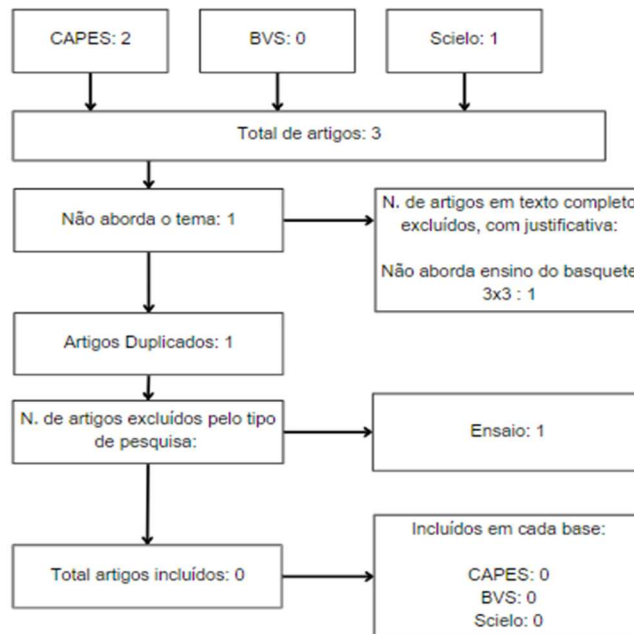 CAPES: 2
BVS: 0
Scielo: 1
Total de artigos: 3
Não aborda o tema: 1
N. de artigos em texto completo
excluídos, com justificativa:
Não aborda ensino do basquete
3x3 : 1
Artigos Duplicados: 1
N. de artigos excluídos pelo tipo
de pesquisa:
Ensaio: 1
Total artigos incluídos: 0
Incluídos em cada base:
CAPES: 0
BVS: 0
Scielo: 0